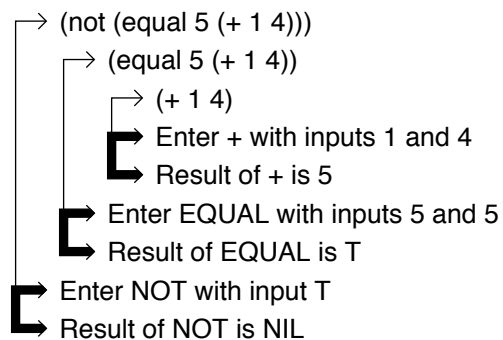 (not (equal 5 (+ 1 4)))
(equal 5 (+ 1 4))
(+ 1 4)
Enter + with inputs 1 and 4
Result of + is 5
Enter EQUAL with inputs 5 and 5
Result of EQUAL is T
Enter NOT with input T
Result of NOT is NIL